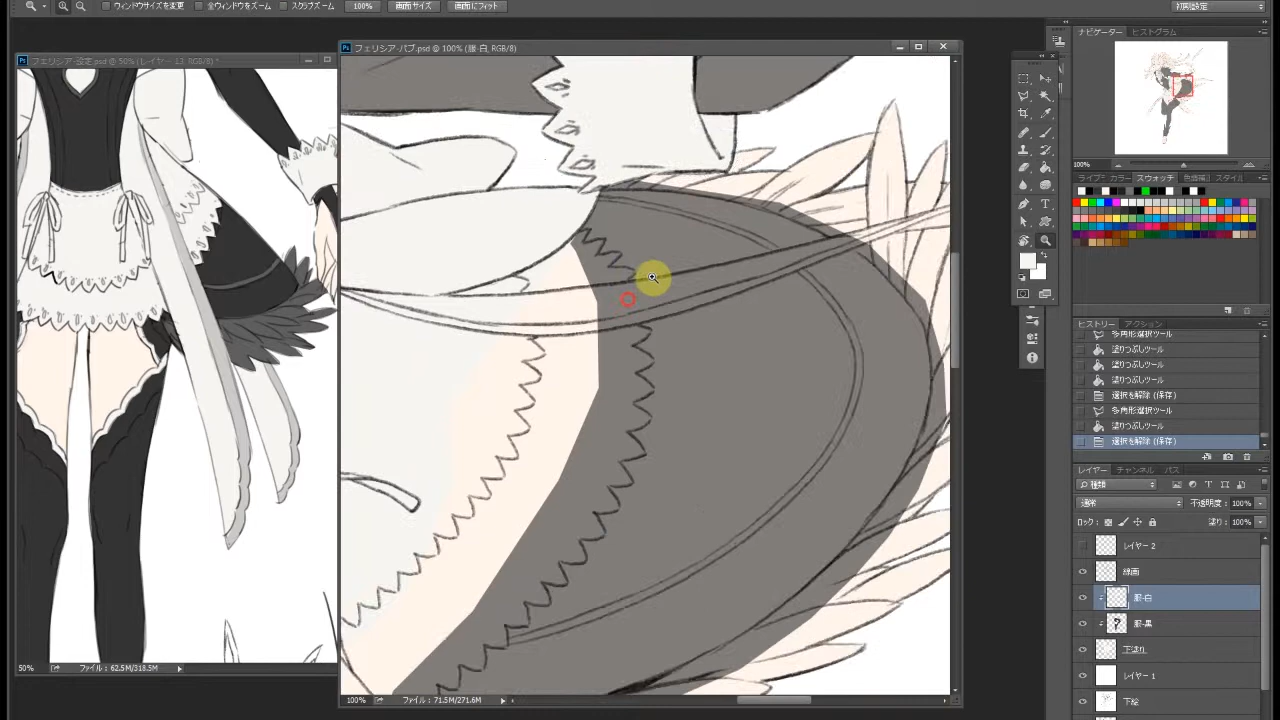 ウィンドウサイズを変更 全ウィンドウをズーム スクラブズーム 100% 画面サイズ 画面にフィット 初期設定
フェリシア-設定.psd @ 50% (レイヤー 13, RGB/8) *
フェリシア-パブ.psd @ 100% (服-白, RGB/8)
ナビゲーター ヒストグラム
100%
スウォッチ スタイル
ヒストリー アクション
多角形選択ツール
塗りつぶしツール
塗りつぶしツール
塗りつぶしツール
選択を解除 (保存)
多角形選択ツール
塗りつぶしツール
選択を解除 (保存)
レイヤー チャンネル パス
種類
通常 不透明度: 100%
ロック: 塗り: 100%
レイヤー 2
線画
服-白
服-黒
下塗り
レイヤー 1
下絵
50% ファイル : 62.5M/318.5M
100% ファイル : 71.5M/271.6M